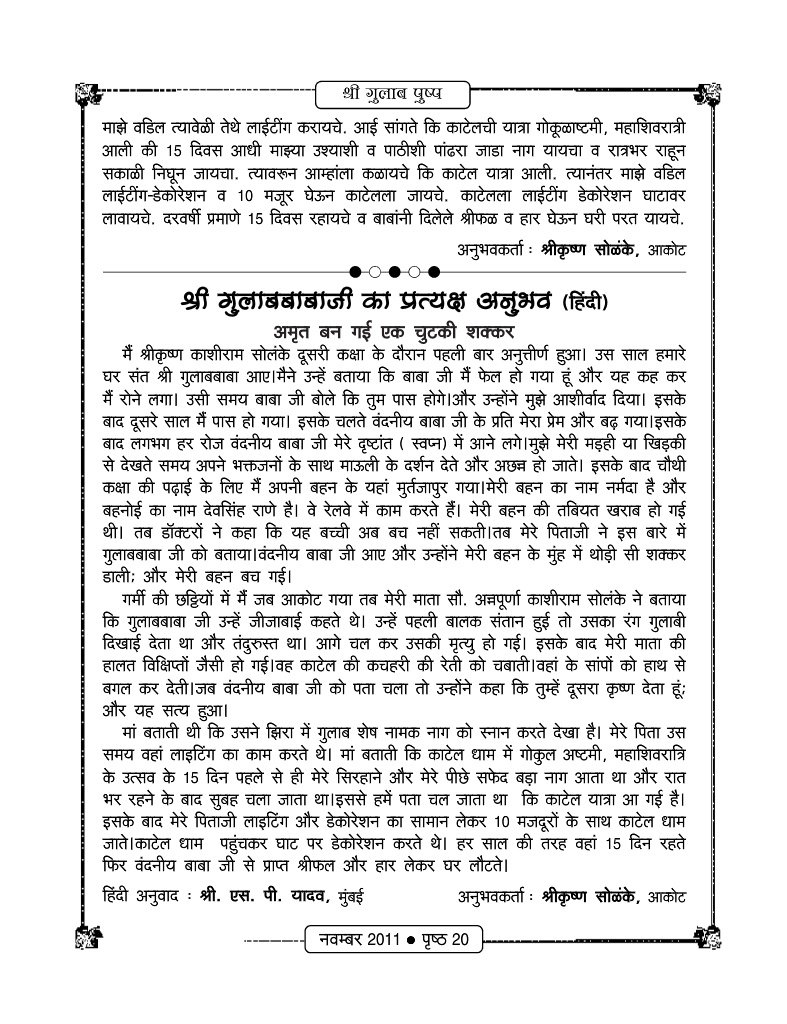 श्री गुलाब पुष्प
माझे वडिल त्यावेळी तेथे लाईटींग करायचे. आई सांगते कि काटेलची यात्रा गोकूळाष्टमी, महाशिवरात्री
आली की 15 दिवस आधी माझ्या उश्याशी व पाठीशी पांढरा जाडा नाग यायचा व रात्रभर राहून
सकाळी निघून जायचा. त्यावरून आम्हांला कळायचे कि काटेल यात्रा आली. त्यानंतर माझे वडिल
लाईटींग-डेकोरेशन व 10 मजूर घेऊन काटेलला जायचे. काटेलला लाईटींग डेकोरेशन घाटावर
लावायचे. दरवर्षी प्रमाणे 15 दिवस रहायचे व बाबांनी दिलेले श्रीफळ व हार घेऊन घरी परत यायचे.
अनुभवकर्ता : श्रीकृष्ण सोळंके, आकोट
श्री गुलाबबाबाजी का प्रत्यक्ष अनुभव (हिंदी)
अमृत बन गई एक चुटकी शक्कर
मैं श्रीकृष्ण काशीराम सोलंके दूसरी कक्षा के दौरान पहली बार अनुत्तीर्ण हुआ। उस साल हमारे
घर संत श्री गुलाबबाबा आए।मैने उन्हें बताया कि बाबा जी मैं फेल हो गया हूं और यह कह कर
मैं रोने लगा। उसी समय बाबा जी बोले कि तुम पास होगे।और उन्होंने मुझे आशीर्वाद दिया। इसके
बाद दूसरे साल मैं पास हो गया। इसके चलते वंदनीय बाबा जी के प्रति मेरा प्रेम और बढ़ गया।इसके
बाद लगभग हर रोज वंदनीय बाबा जी मेरे दृष्टांत ( स्वप्न) में आने लगे।मुझे मेरी मड़ही या खिड़की
से देखते समय अपने भक्तजनों के साथ माऊली के दर्शन देते और अछन्न हो जाते। इसके बाद चौथी
कक्षा की पढ़ाई के लिए मैं अपनी बहन के यहां मुर्तजापुर गया।मेरी बहन का नाम नर्मदा है और
बहनोई का नाम देवसिंह राणे है। वे रेलवे में काम करते हैं। मेरी बहन की तबियत खराब हो गई
थी। तब डॉक्टरों ने कहा कि यह बच्ची अब बच नहीं सकती।तब मेरे पिताजी ने इस बारे में
गुलाबबाबा जी को बताया।वंदनीय बाबा जी आए और उन्होंने मेरी बहन के मुंह में थोड़ी सी शक्कर
डाली; और मेरी बहन बच गई।
गर्मी की छट्टियों में मैं जब आकोट गया तब मेरी माता सौ. अन्नपूर्णा काशीराम सोलंके ने बताया
कि गुलाबबाबा जी उन्हें जीजाबाई कहते थे। उन्हें पहली बालक संतान हुई तो उसका रंग गुलाबी
दिखाई देता था और तंदुरुस्त था। आगे चल कर उसकी मृत्यु हो गई। इसके बाद मेरी माता की
हालत विक्षिप्तों जैसी हो गई।वह काटेल की कचहरी की रेती को चबाती।वहां के सांपों को हाथ से
बगल कर देती।जब वंदनीय बाबा जी को पता चला तो उन्होंने कहा कि तुम्हें दूसरा कृष्ण देता हूं;
और यह सत्य हुआ।
मां बताती थी कि उसने झिरा में गुलाब शेष नामक नाग को स्नान करते देखा है। मेरे पिता उस
समय वहां लाइटिंग का काम करते थे। मां बताती कि काटेल धाम में गोकुल अष्टमी, महाशिवरात्रि
के उत्सव के 15 दिन पहले से ही मेरे सिरहाने और मेरे पीछे सफेद बड़ा नाग आता था और रात
भर रहने के बाद सुबह चला जाता था।इससे हमें पता चल जाता था कि काटेल यात्रा आ गई है।
इसके बाद मेरे पिताजी लाइटिंग और डेकोरेशन का सामान लेकर 10 मजदूरों के साथ काटेल धाम
जाते।काटेल धाम पहुंचकर घाट पर डेकोरेशन करते थे। हर साल की तरह वहां 15 दिन रहते
फिर वंदनीय बाबा जी से प्राप्त श्रीफल और हार लेकर घर लौटते।
हिंदी अनुवाद : श्री. एस. पी. यादव, मुंबई अनुभवकर्ता : श्रीकृष्ण सोळंके, आकोट
नवम्बर 2011 ● पृष्ठ 20